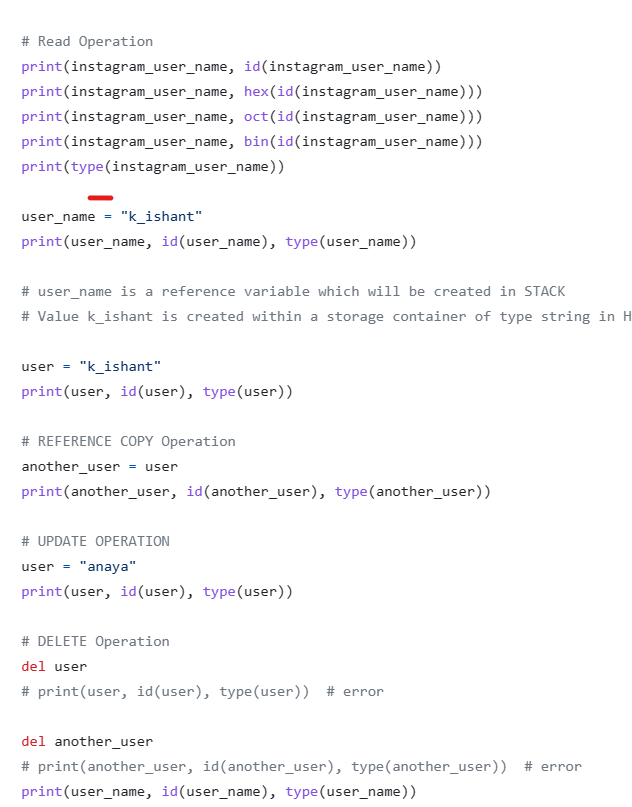 # Read Operation
print(instagram_user_name, id(instagram_user_name))
print(instagram_user_name, hex(id(instagram_user_name)))
print(instagram_user_name, oct(id(instagram_user_name)))
print(instagram_user_name, bin(id(instagram_user_name)))
print(type(instagram_user_name))
user_name = "k_ishant"
print(user_name, id(user_name), type(user_name))
# user_name is a reference variable which will be created in STACK
# Value k_ishant is created within a storage container of type string in H
user = "k_ishant"
print(user, id(user), type(user))
# REFERENCE COPY Operation
another_user = user
print(another_user, id(another_user), type(another_user))
# UPDATE OPERATION
user = "anaya"
print(user, id(user), type(user))
# DELETE Operation
del user
# print(user, id(user), type(user))  # error
del another_user
# print(another_user, id(another_user), type(another_user))  # error
print(user_name, id(user_name), type(user_name))